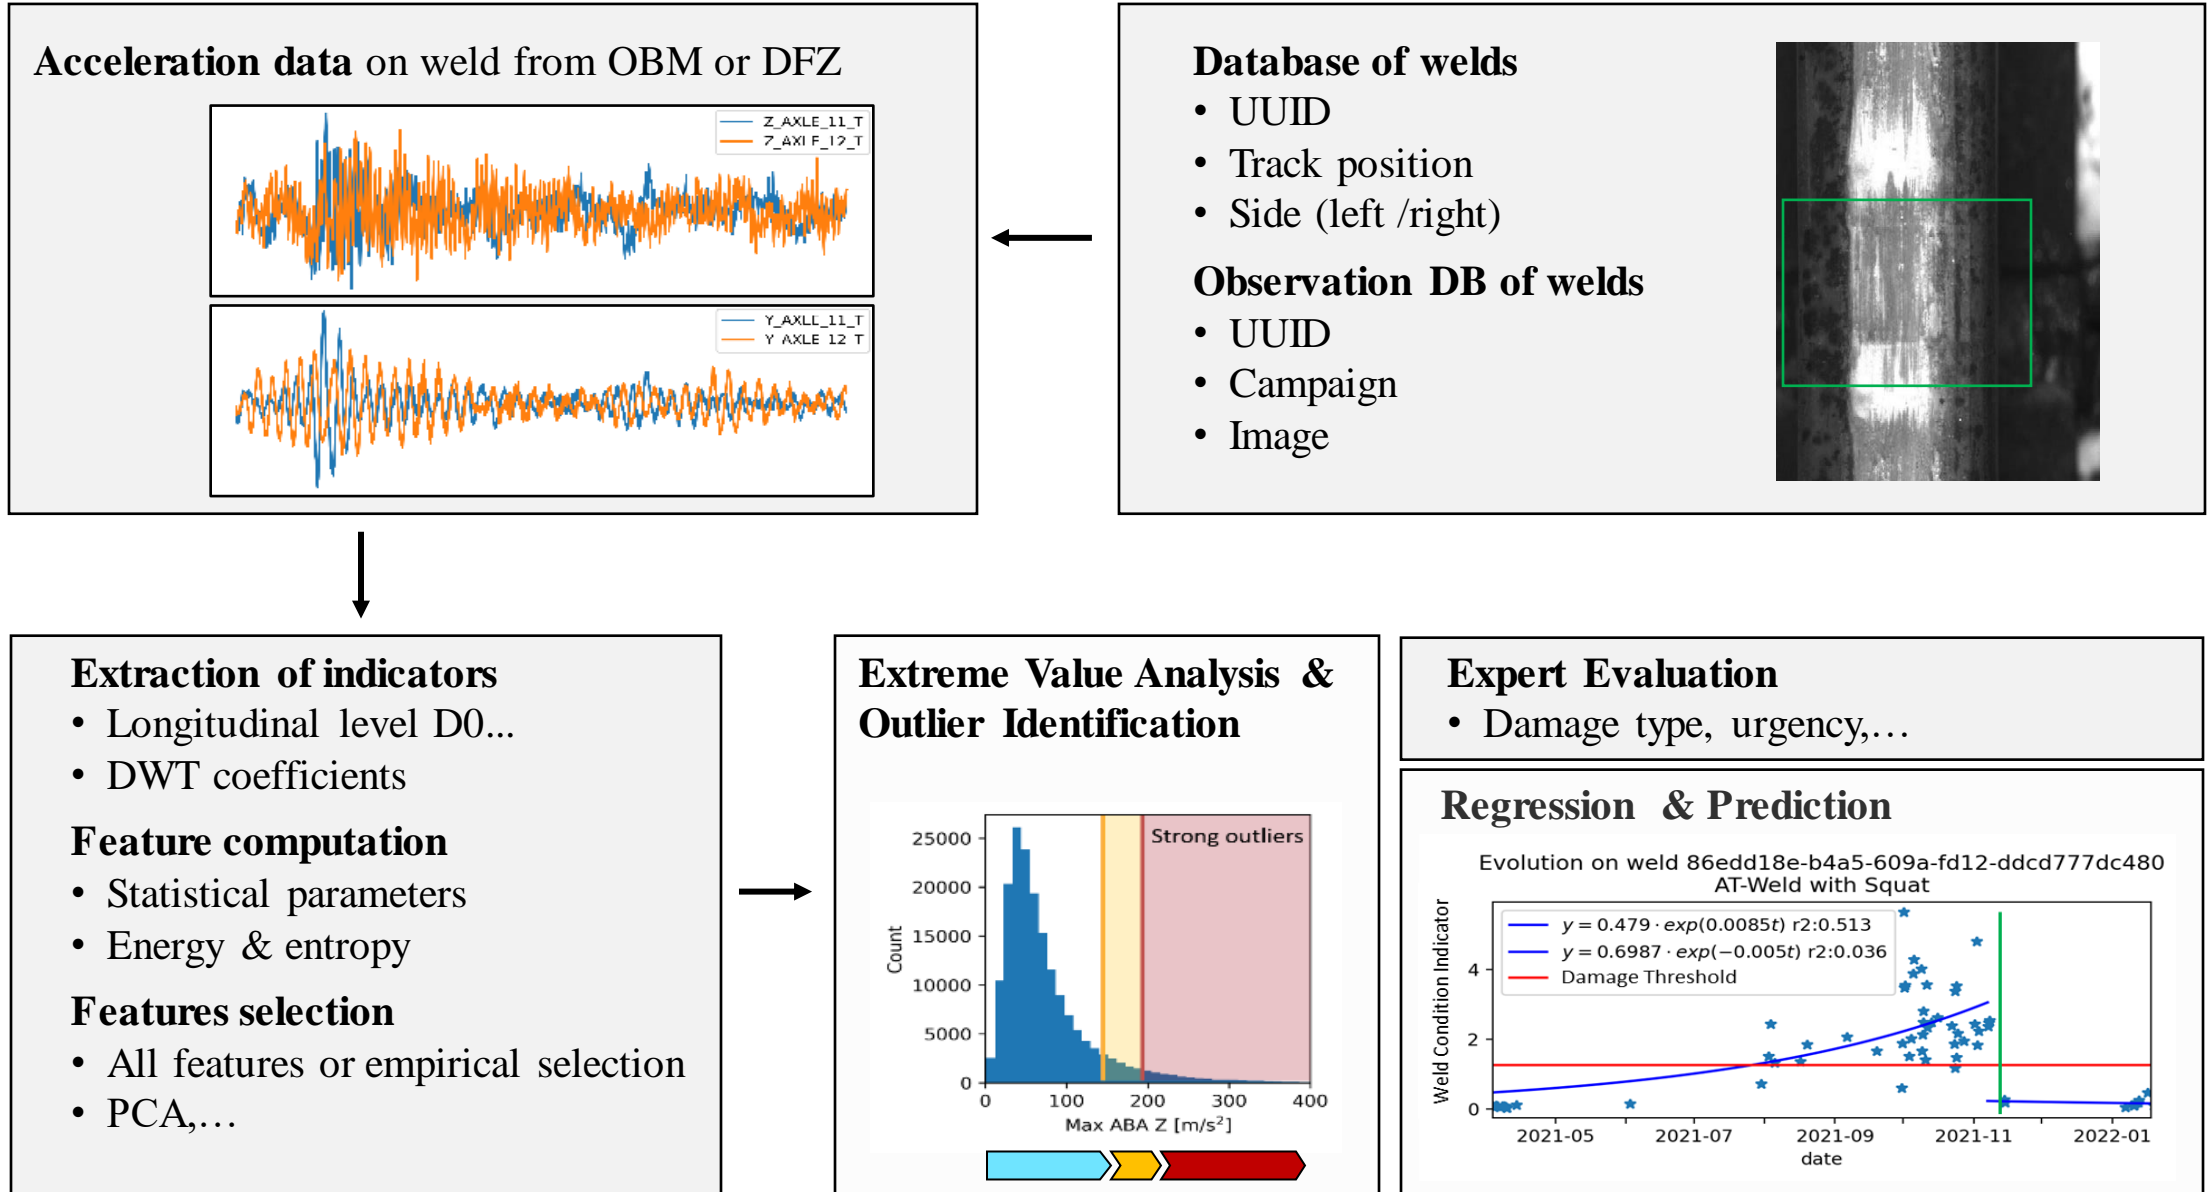 Acceleration data on weld from OBM or DFZ
Z_AXLE_11_T
Z_AXLE_12_T
Y_AXLE_11_T
Y AXLE 12 T
Database of welds
• UUID
• Track position
• Side (left /right)
Observation DB of welds
• UUID
• Campaign
• Image
Extraction of indicators
• Longitudinal level D0...
• DWT coefficients
Feature computation
• Statistical parameters
• Energy & entropy
Features selection
• All features or empirical selection
• PCA,…
Extreme Value Analysis &
Outlier Identification
Strong outliers
25000
20000
15000
10000
5000
0
Count
0 100 200 300 400
Max ABA Z [m/s²]
Expert Evaluation
• Damage type, urgency,…
Regression & Prediction
Evolution on weld 86edd18e-b4a5-609a-fd12-ddcd777dc480
AT-Weld with Squat
y = 0.479 · exp(0.0085t) r2:0.513
y = 0.6987 · exp(−0.005t) r2:0.036
Damage Threshold
Weld Condition Indicator
4
2
0
2021-05 2021-07 2021-09 2021-11 2022-01
date